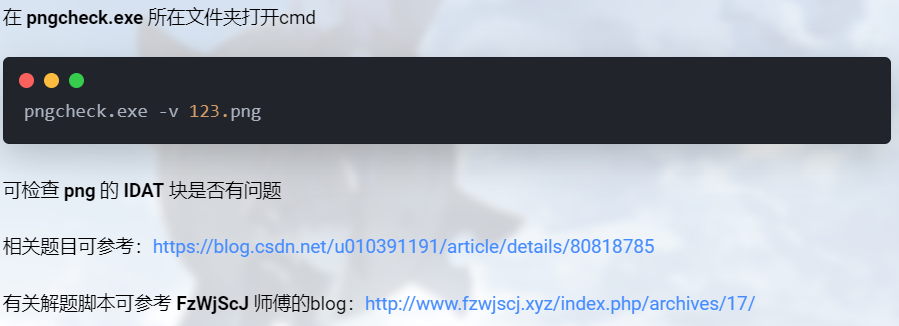 在 pngcheck.exe 所在文件夹打开cmd
pngcheck.exe -v 123.png
可检查 png 的 IDAT 块是否有问题
相关题目可参考：https://blog.csdn.net/u010391191/article/details/80818785
有关解题脚本可参考 FzWjScJ 师傅的blog：http://www.fzwjscj.xyz/index.php/archives/17/